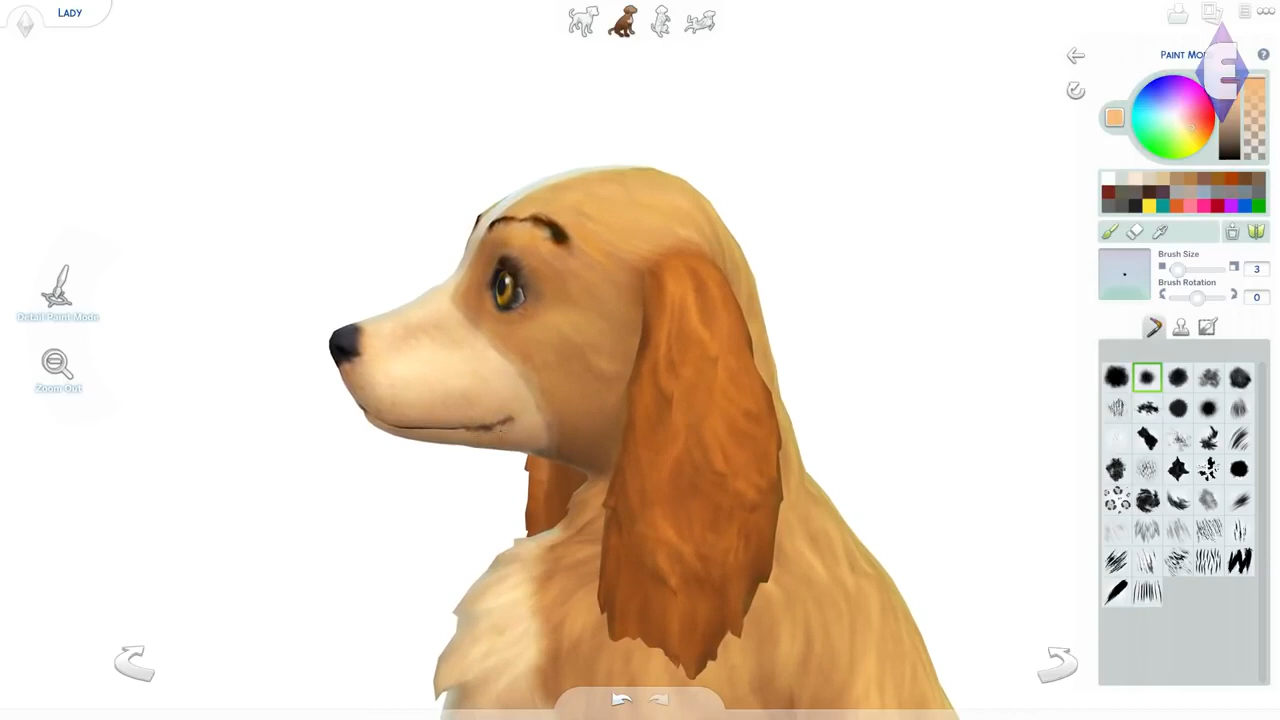 LADY
PAINT MO
?
E
Brush Size
3
Brush Rotation
0
Detail Paint Mode
Zoom Out